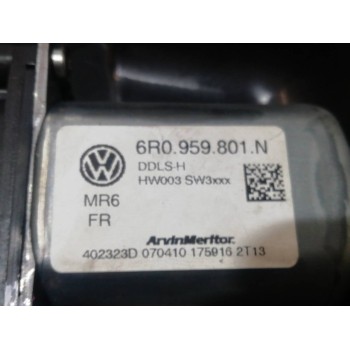 6R0.959.801.N
DDLS-H
HW003 SW3xxx
MR6
FR
ArvinMeritor.
402323D 070410 175916 2T13